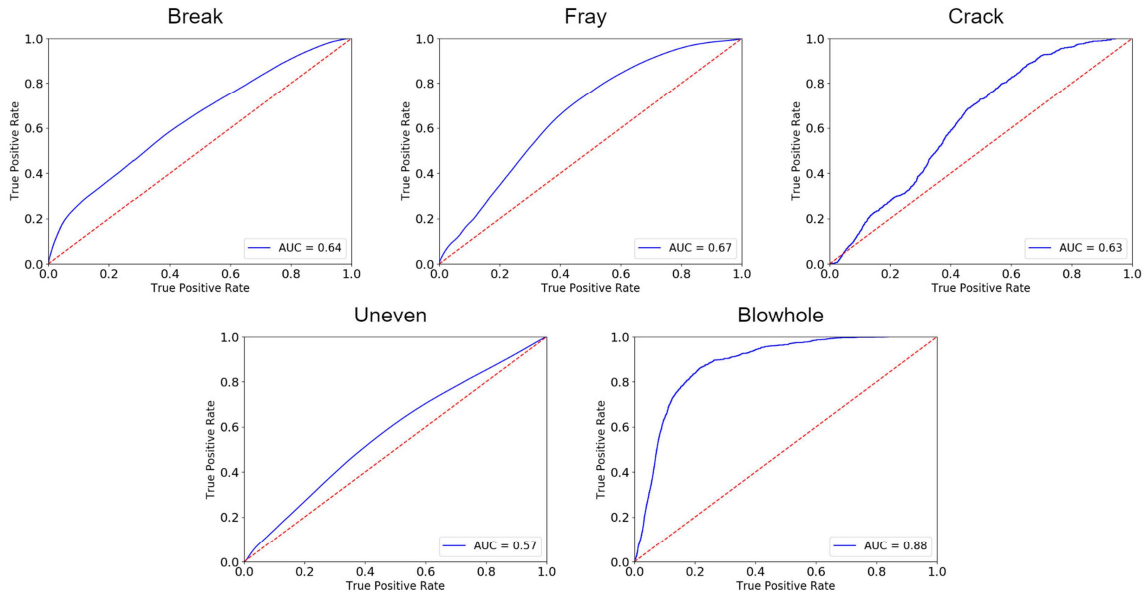 Break
Fray
Crack
1.0
0.8
0.6
0.4
0.2
0.0
True Positive Rate
AUC = 0.64
0.0 0.2 0.4 0.6 0.8 1.0
True Positive Rate
1.0
0.8
0.6
0.4
0.2
0.0
True Positive Rate
AUC = 0.67
0.0 0.2 0.4 0.6 0.8 1.0
True Positive Rate
1.0
0.8
0.6
0.4
0.2
0.0
True Positive Rate
AUC = 0.63
0.0 0.2 0.4 0.6 0.8 1.0
True Positive Rate
Uneven
Blowhole
1.0
0.8
0.6
0.4
0.2
0.0
True Positive Rate
AUC = 0.57
0.0 0.2 0.4 0.6 0.8 1.0
True Positive Rate
1.0
0.8
0.6
0.4
0.2
0.0
True Positive Rate
AUC = 0.88
0.0 0.2 0.4 0.6 0.8 1.0
True Positive Rate